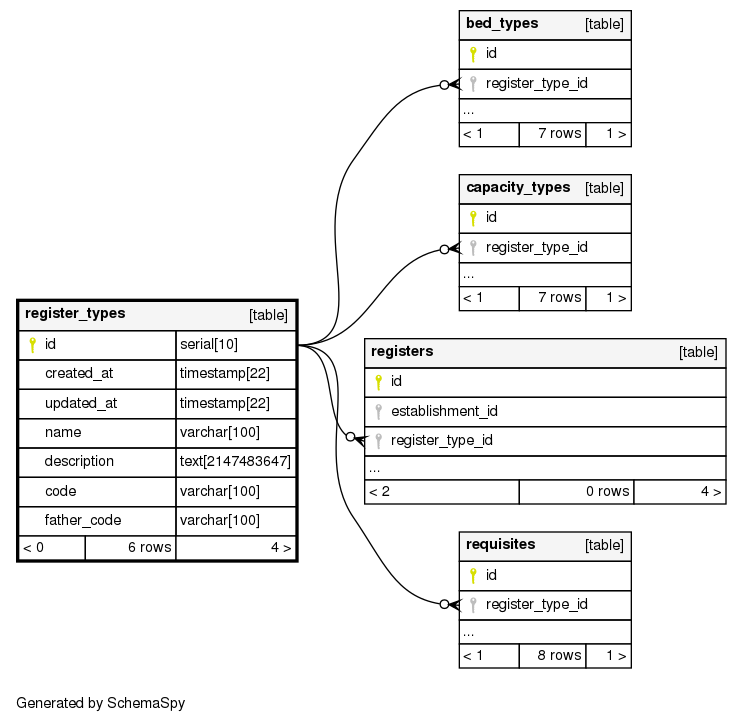 bed_types [table]
id
register_type_id
...
< 1 7 rows 1 >
capacity_types [table]
id
register_type_id
...
< 1 7 rows 1 >
register_types [table]
id serial[10]
created_at timestamp[22]
updated_at timestamp[22]
name varchar[100]
description text[2147483647]
code varchar[100]
father_code varchar[100]
< 0 6 rows 4 >
registers [table]
id
establishment_id
register_type_id
...
< 2 0 rows 4 >
requisites [table]
id
register_type_id
...
< 1 8 rows 1 >
Generated by SchemaSpy